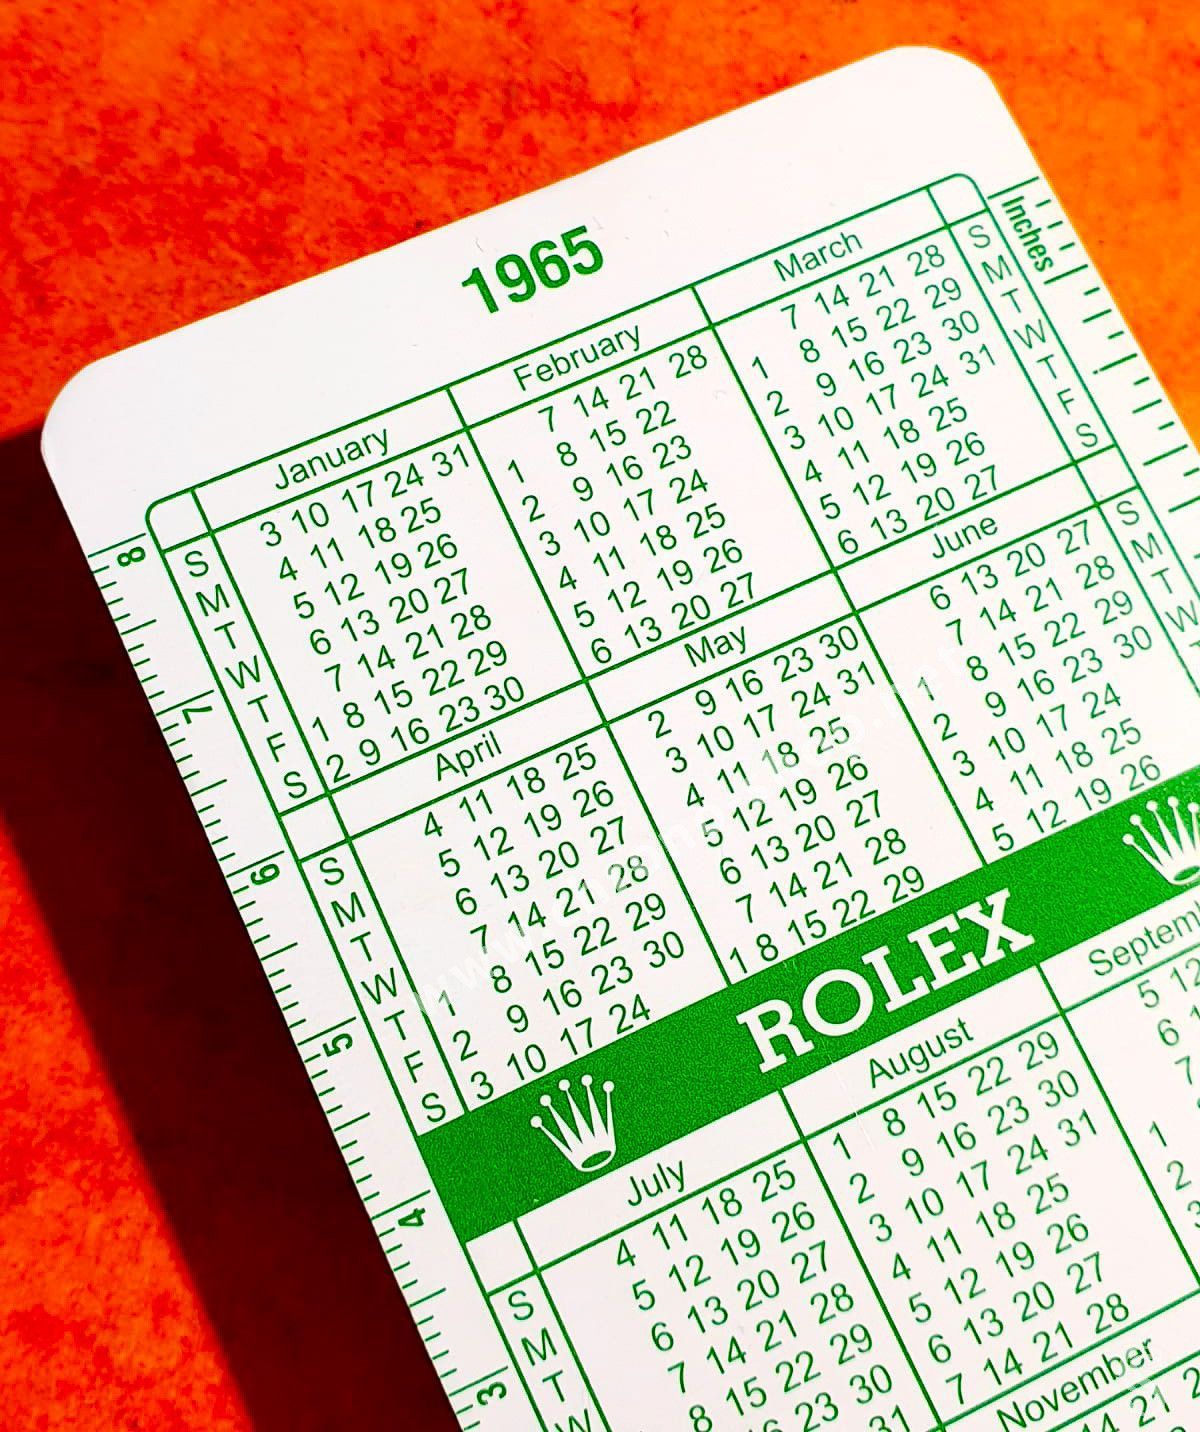 1965
Inches
January
February
March
S 3 10 17 24 31
M 4 11 18 25
T 5 12 19 26
W 6 13 20 27
T 7 14 21 28
F 1 8 15 22 29
S 2 9 16 23 30
7 14 21 28
1 8 15 22
2 9 16 23
3 10 17 24
4 11 18 25
5 12 19 26
6 13 20 27
7 14 21 28 S
1 8 15 22 29 M
2 9 16 23 30 T
3 10 17 24 31 W
4 11 18 25 T
5 12 19 26 F
6 13 20 27 S
April
May
June
S 4 11 18 25
M 5 12 19 26
T 6 13 20 27
W 7 14 21 28
T 1 8 15 22 29
F 2 9 16 23 30
S 3 10 17 24
2 9 16 23 30
3 10 17 24 31
4 11 18 25
5 12 19 26
6 13 20 27
7 14 21 28
1 8 15 22 29
6 13 20 27 S
7 14 21 28 M
1 8 15 22 29 T
2 9 16 23 30 W
3 10 17 24
4 11 18 25
5 12 19 26
ROLEX
July
August
Septem
S 4 11 18 25
M 5 12 19 26
T 6 13 20 27
W 7 14 21 28
8 15 22 29
16 23 30
31
1 8 15 22 29
2 9 16 23 30
3 10 17 24 31
4 11 18 25
5 12 19 26
6 13 20 27
7 14 21 28
5 12
6
7
1
2
November
14 21
8
7
6
5
4
3